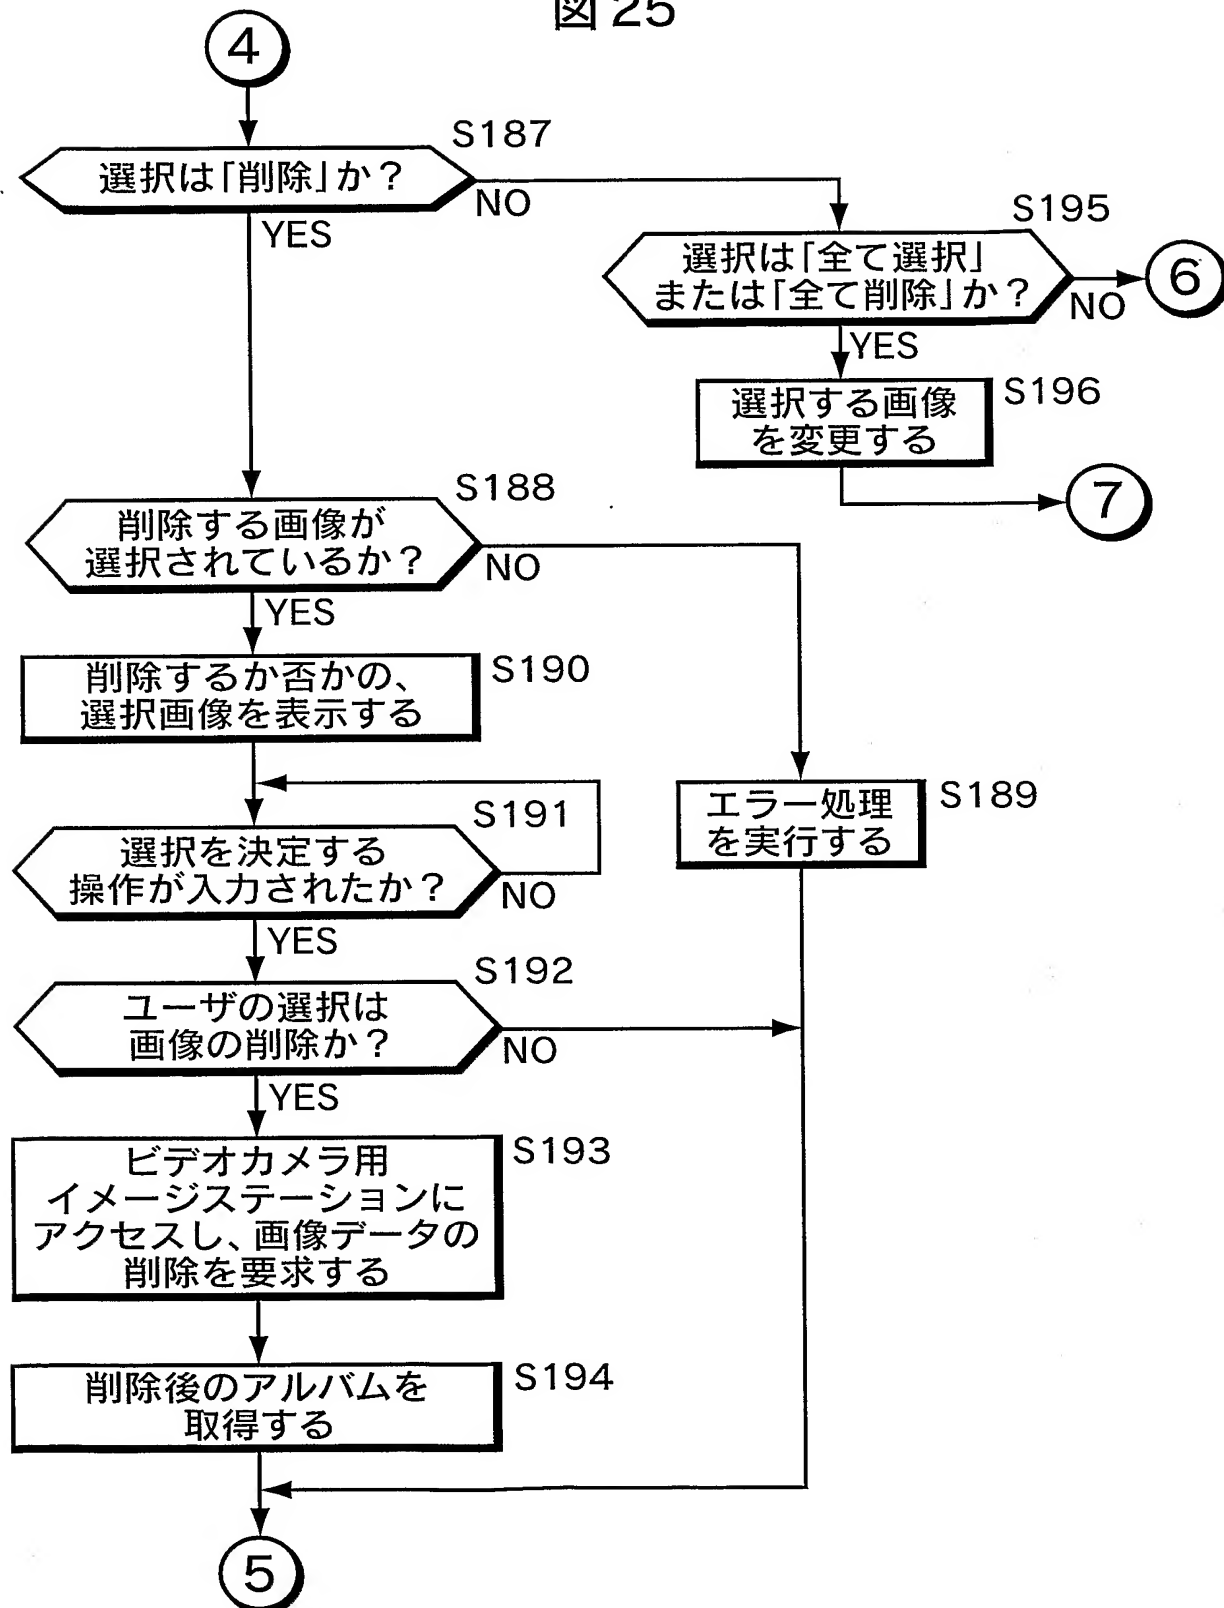 図25
4
S187
選択は「削除」か？
NO
YES
S195
選択は「全て選択」
または「全て削除」か？
NO
6
YES
S196
選択する画像
を変更する
7
S188
削除する画像が
選択されているか？
NO
YES
S190
削除するか否かの、
選択画像を表示する
S189
エラー処理
を実行する
S191
選択を決定する
操作が入力されたか？
NO
YES
S192
ユーザの選択は
画像の削除か？
NO
YES
S193
ビデオカメラ用
イメージステーションに
アクセスし、画像データの
削除を要求する
S194
削除後のアルバムを
取得する
5